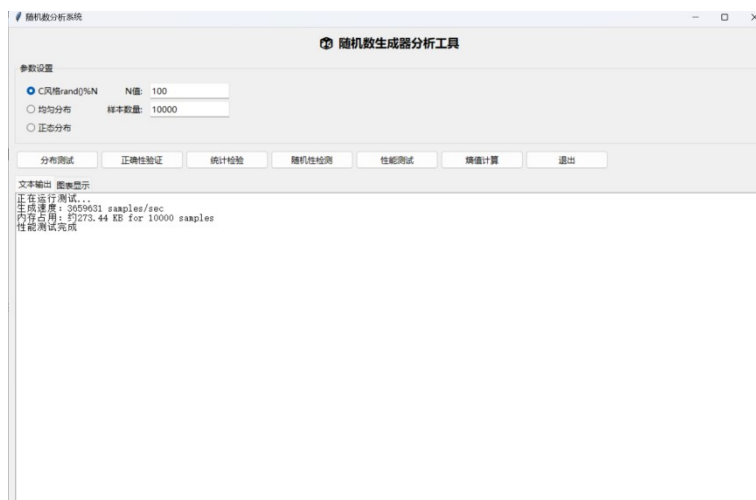 随机数分析系统
随机数生成器分析工具
参数设置
C风格rand()%N N值: 100
均匀分布 样本数量: 10000
正态分布
分布测试 正确性验证 统计检验 随机性检测 性能测试 熵值计算 退出
文本输出 图表显示
正在运行测试...
生成速度: 3659631 samples/sec
内存占用: 约273.44 KB for 10000 samples
性能测试完成